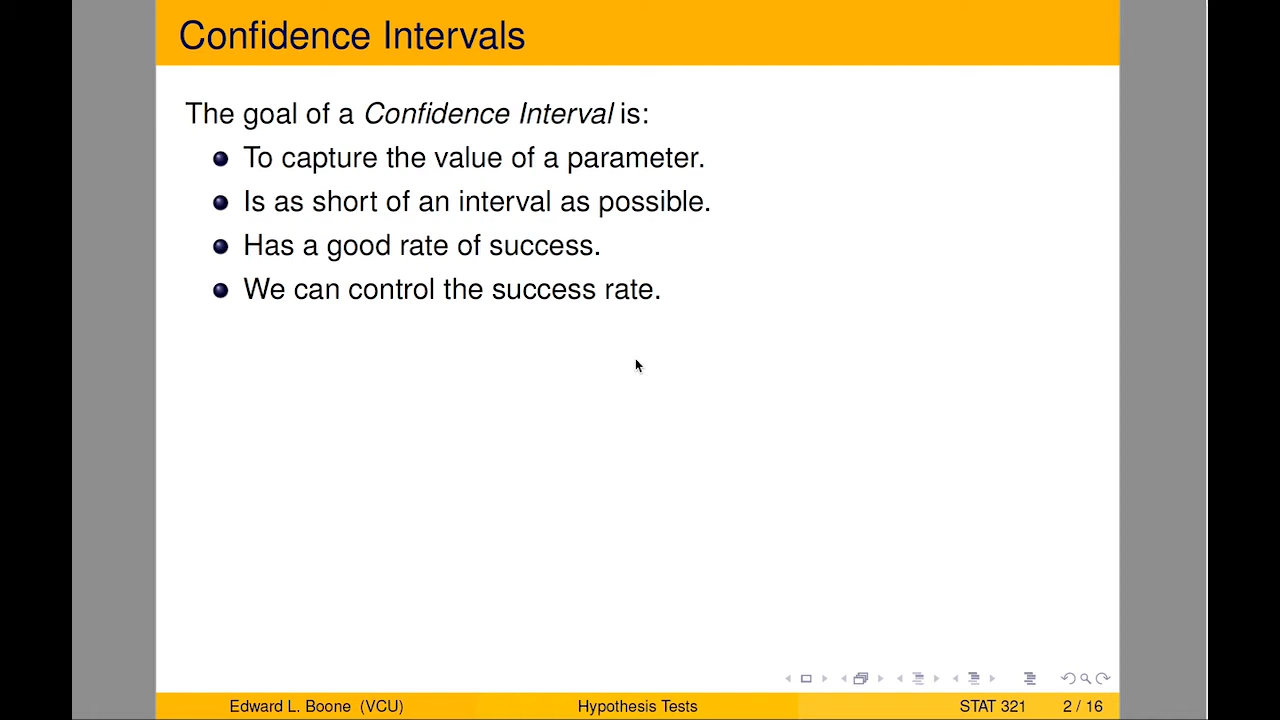 Confidence Intervals
The goal of a Confidence Interval is:
To capture the value of a parameter.
Is as short of an interval as possible.
Has a good rate of success.
We can control the success rate.
Edward L. Boone (VCU) Hypothesis Tests STAT 321 2 / 16